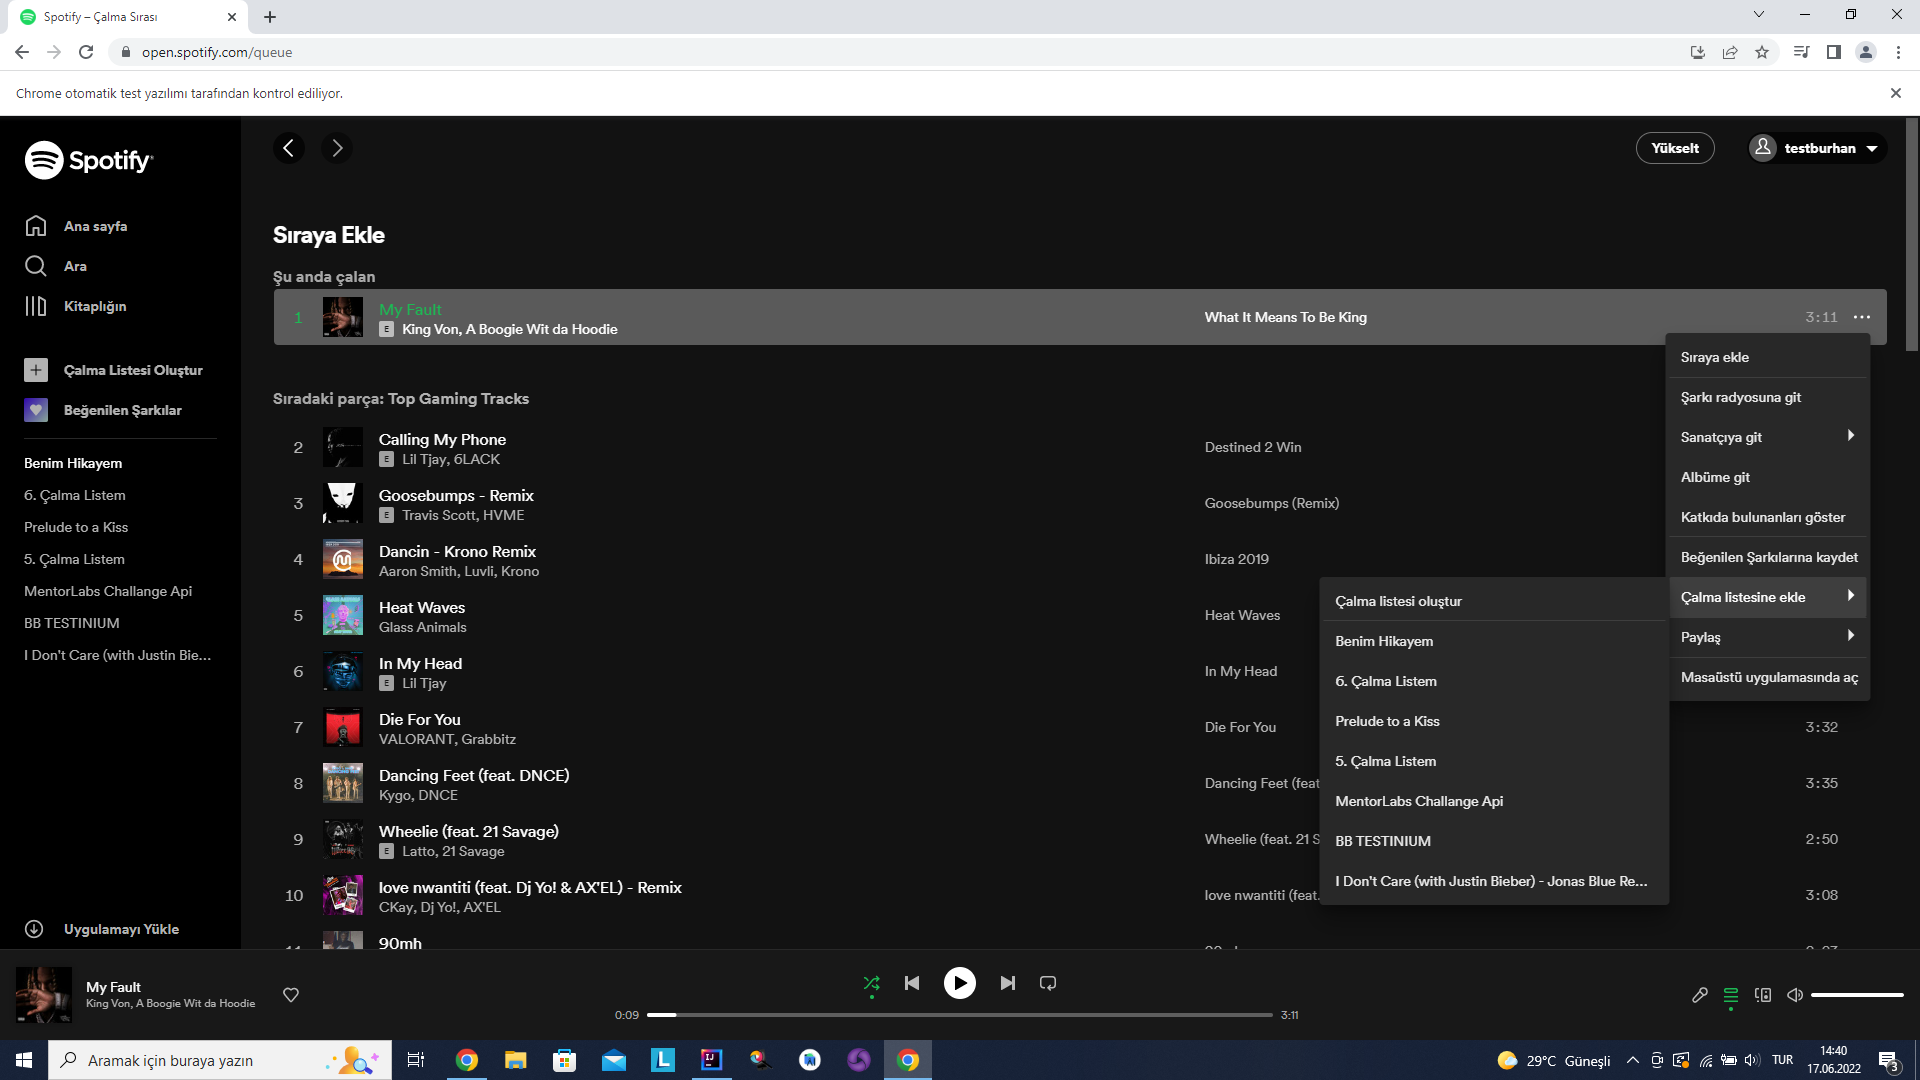 Spotify – Çalma Sırası
open.spotify.com/queue
Chrome otomatik test yazılımı tarafından kontrol ediliyor.
Spotify
Yükselt
testburhan
Ana sayfa
Ara
Kitaplığın
Çalma Listesi Oluştur
Beğenilen Şarkılar
Benim Hikayem
6. Çalma Listem
Prelude to a Kiss
5. Çalma Listem
MentorLabs Challange Api
BB TESTINIUM
I Don't Care (with Justin Bie...
Uygulamayı Yükle
Sıraya Ekle
Şu anda çalan
1
My Fault
E King Von, A Boogie Wit da Hoodie
What It Means To Be King
3:11
Sıradaki parça: Top Gaming Tracks
2
Calling My Phone
E Lil Tjay, 6LACK
Destined 2 Win
3
Goosebumps - Remix
E Travis Scott, HVME
Goosebumps (Remix)
4
Dancin - Krono Remix
Aaron Smith, Luvli, Krono
Ibiza 2019
5
Heat Waves
Glass Animals
Heat Waves
6
In My Head
E Lil Tjay
In My Head
7
Die For You
VALORANT, Grabbitz
Die For You
3:32
8
Dancing Feet (feat. DNCE)
Kygo, DNCE
Dancing Feet (feat
3:35
9
Wheelie (feat. 21 Savage)
E Latto, 21 Savage
Wheelie (feat. 21 S
2:50
10
love nwantiti (feat. Dj Yo! & AX'EL) - Remix
CKay, Dj Yo!, AX'EL
love nwantiti (feat.
3:08
90mh
Sıraya ekle
Şarkı radyosuna git
Sanatçıya git
Albüme git
Katkıda bulunanları göster
Beğenilen Şarkılarına kaydet
Çalma listesine ekle
Paylaş
Masaüstü uygulamasında aç
Çalma listesi oluştur
Benim Hikayem
6. Çalma Listem
Prelude to a Kiss
5. Çalma Listem
MentorLabs Challange Api
BB TESTINIUM
I Don't Care (with Justin Bieber) - Jonas Blue Re...
My Fault
King Von, A Boogie Wit da Hoodie
0:09
3:11
Aramak için buraya yazın
29°C Güneşli
TUR
14:40
17.06.2022
3